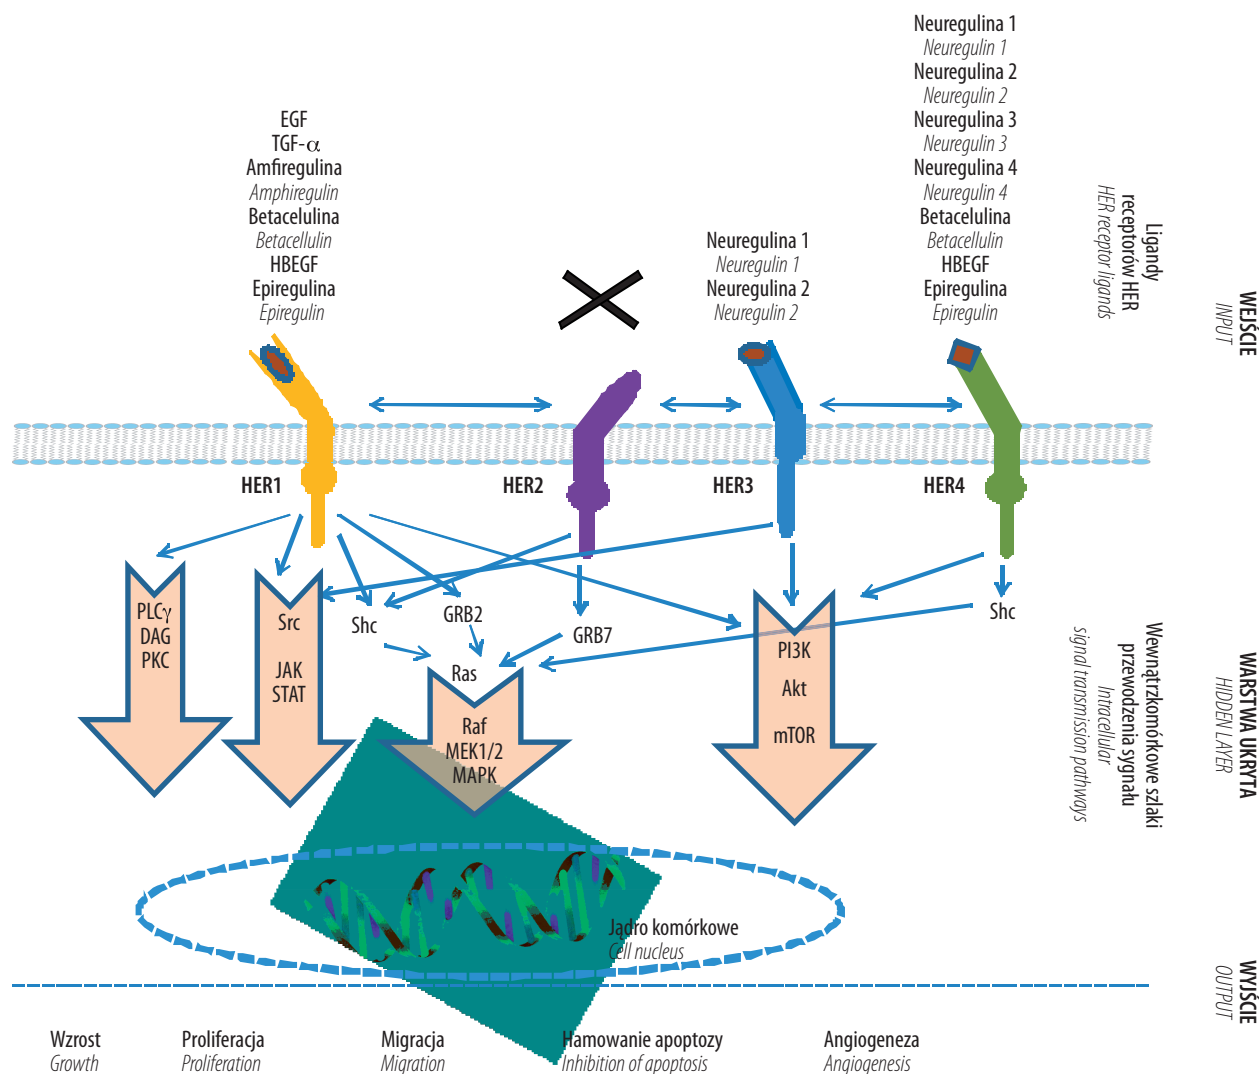 Neuregulina 1
Neuregulin 1
Neuregulina 2
Neuregulin 2
Neuregulina 3
Neuregulin 3
Neuregulina 4
Neuregulin 4
Betacelulina
Betacellulin
HBEGF
Epiregulina
Epiregulin
EGF
TGF-α
Amfiregulina
Amphiregulin
Betacelulina
Betacellulin
HBEGF
Epiregulina
Epiregulin
Neuregulina 1
Neuregulin 1
Neuregulina 2
Neuregulin 2
Ligandy
receptorów HER
HER receptor ligands
WEJŚCIE
INPUT
HER1
HER2
HER3
HER4
PLCγ
DAG
PKC
Src
JAK
STAT
Shc
GRB2
GRB7
Ras
Raf
MEK1/2
MAPK
PI3K
Akt
mTOR
Shc
Wewnątrzkomórkowe szlaki
przewodzenia sygnału
Intracellular
signal transmission pathways
WARSTWA UKRYTA
HIDDEN LAYER
Jądro komórkowe
Cell nucleus
WYJŚCIE
OUTPUT
Wzrost
Growth
Proliferacja
Proliferation
Migracja
Migration
Hamowanie apoptozy
Inhibition of apoptosis
Angiogeneza
Angiogenesis